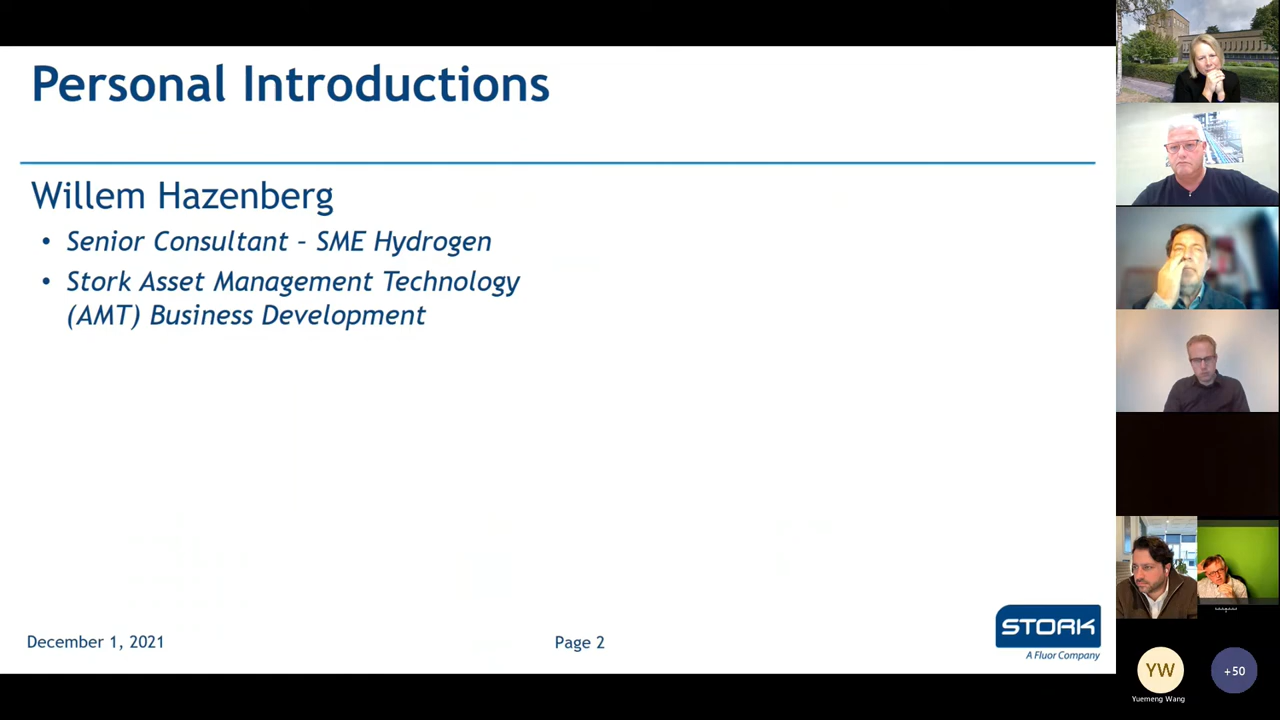 Personal Introductions
Willem Hazenberg
• Senior Consultant – SME Hydrogen
• Stork Asset Management Technology
(AMT) Business Development
December 1, 2021
Page 2
STORK
A Fluor Company
YW
+50
Yuemeng Wang